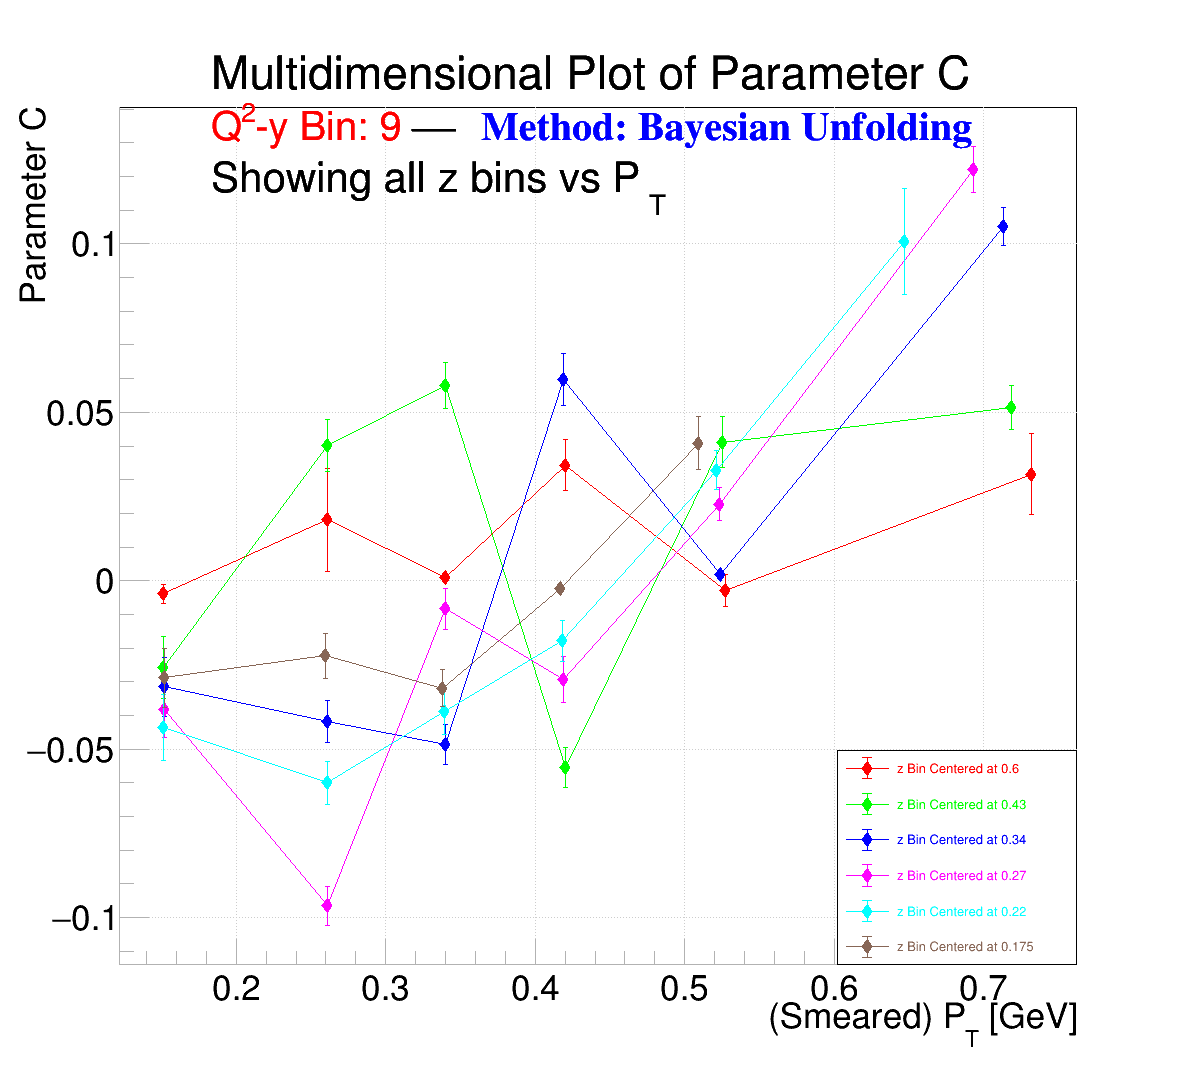 Multidimensional Plot of Parameter C
Q²-y Bin: 9 — Method: Bayesian Unfolding
Showing all z bins vs P_T
Parameter C
0.1
0.05
0
−0.05
−0.1
z Bin Centered at 0.6
z Bin Centered at 0.43
z Bin Centered at 0.34
z Bin Centered at 0.27
z Bin Centered at 0.22
z Bin Centered at 0.175
0.2 0.3 0.4 0.5 0.6 0.7
(Smeared) P_T [GeV]